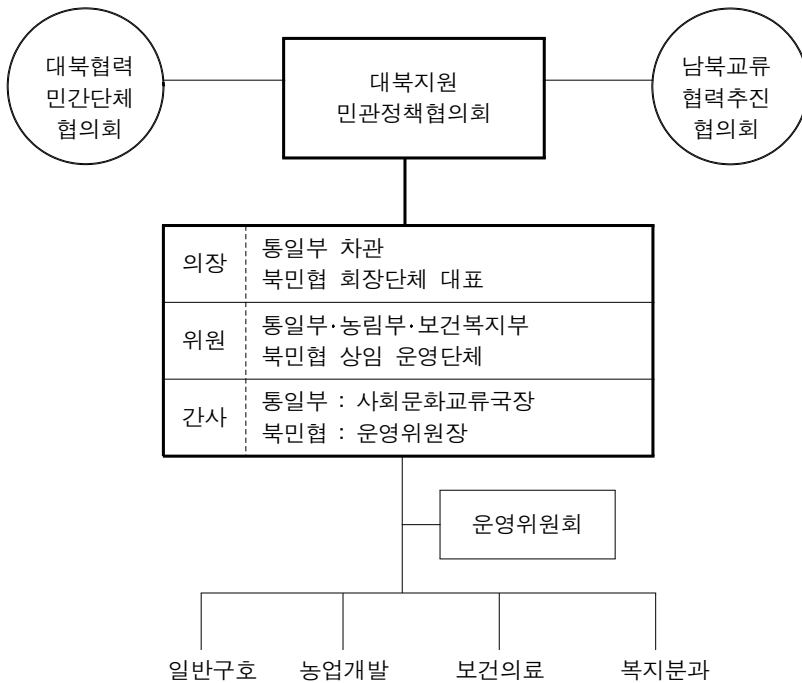 대북협력
민간단체
협의회
대북지원
민관정책협의회
남북교류
협력추진
협의회
의장
통일부 차관
북민협 회장단체 대표
위원
통일부·농림부·보건복지부
북민협 상임 운영단체
간사
통일부 : 사회문화교류국장
북민협 : 운영위원장
운영위원회
일반구호 농업개발 보건의료 복지분과